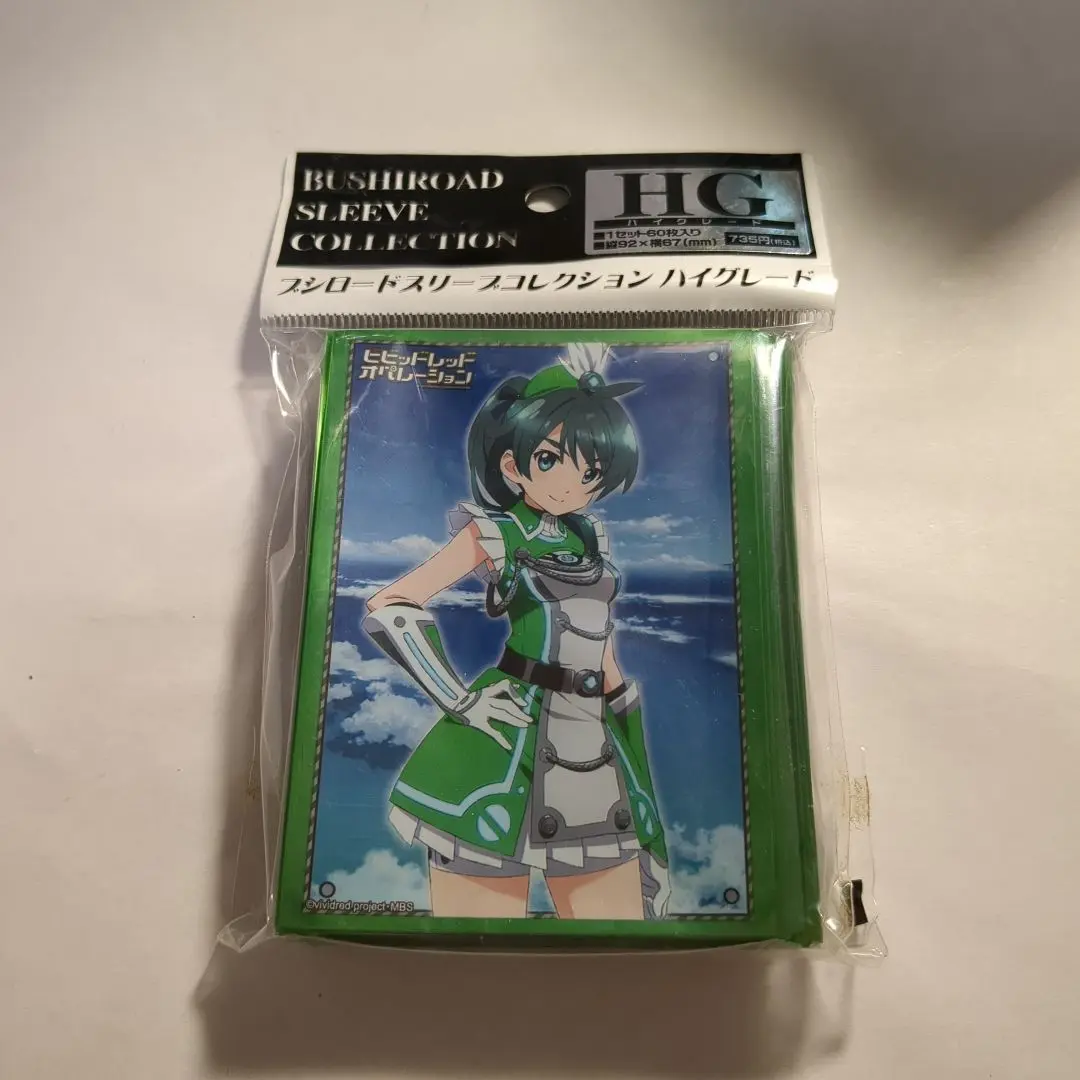 BUSHIROAD
SLEEVE
COLLECTION
HG
ハイグレード
■1セット60枚入り
■縦92×横67(mm)
735円(税込)
ブシロードスリーブコレクション ハイグレード
ビビッドレッド
オペレーション
©vividred project・MBS